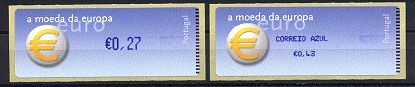 a moeda da europa
euro
€
€0,27
Portugal
a moeda da europa
euro
€
CORREIO AZUL
€0,43
Portugal